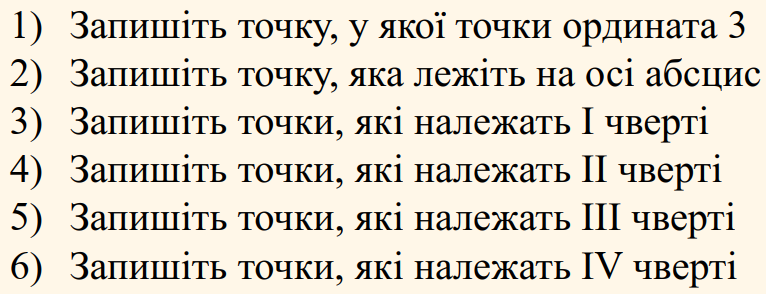 1) Запишіть точку, у якої точки ордината 3
2) Запишіть точку, яка лежіть на осі абсцис
3) Запишіть точки, які належать I чверті
4) Запишіть точки, які належать II чверті
5) Запишіть точки, які належать III чверті
6) Запишіть точки, які належать IV чверті